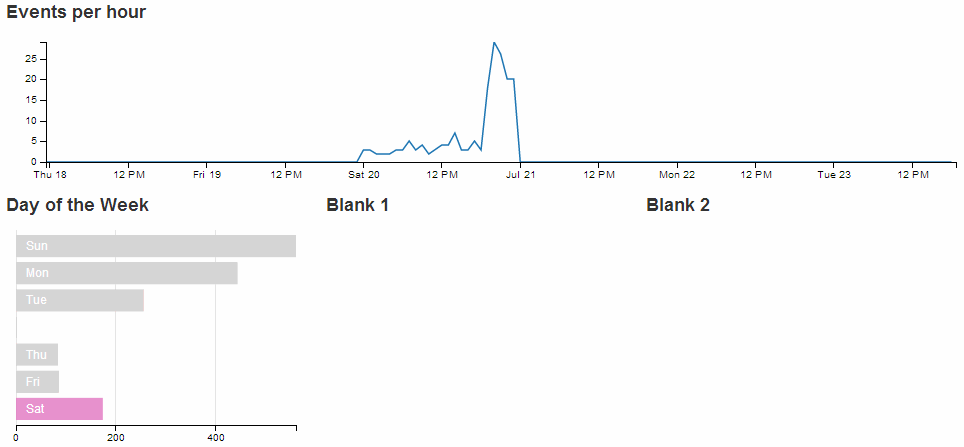 Events per hour
25
20
15
10
5
0
Thu 18 12 PM Fri 19 12 PM Sat 20 12 PM Jul 21 12 PM Mon 22 12 PM Tue 23 12 PM
Day of the Week Blank 1 Blank 2
Sun
Mon
Tue
Thu
Fri
Sat
0 200 400